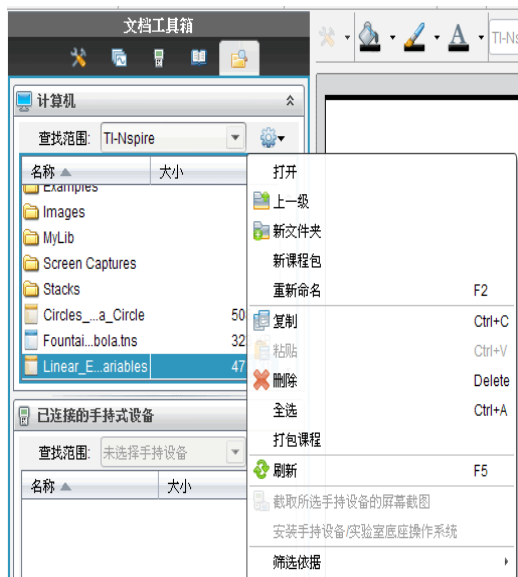 文档工具箱
TI-Ns
计算机
查找范围: TI-Nspire
名称 大小
Examples
Images
MyLib
Screen Captures
Stacks
Circles_...a_Circle 50
Fountai...bola.tns 32
Linear_E...ariables 47
打开
上一级
新文件夹
新课程包
重新命名 F2
复制 Ctrl+C
粘贴 Ctrl+V
删除 Delete
全选 Ctrl+A
打包课程
刷新 F5
截取所选手持设备的屏幕截图
安装手持设备/实验室底座操作系统
筛选依据
已连接的手持式设备
查找范围: 未选择手持设备
名称 大小